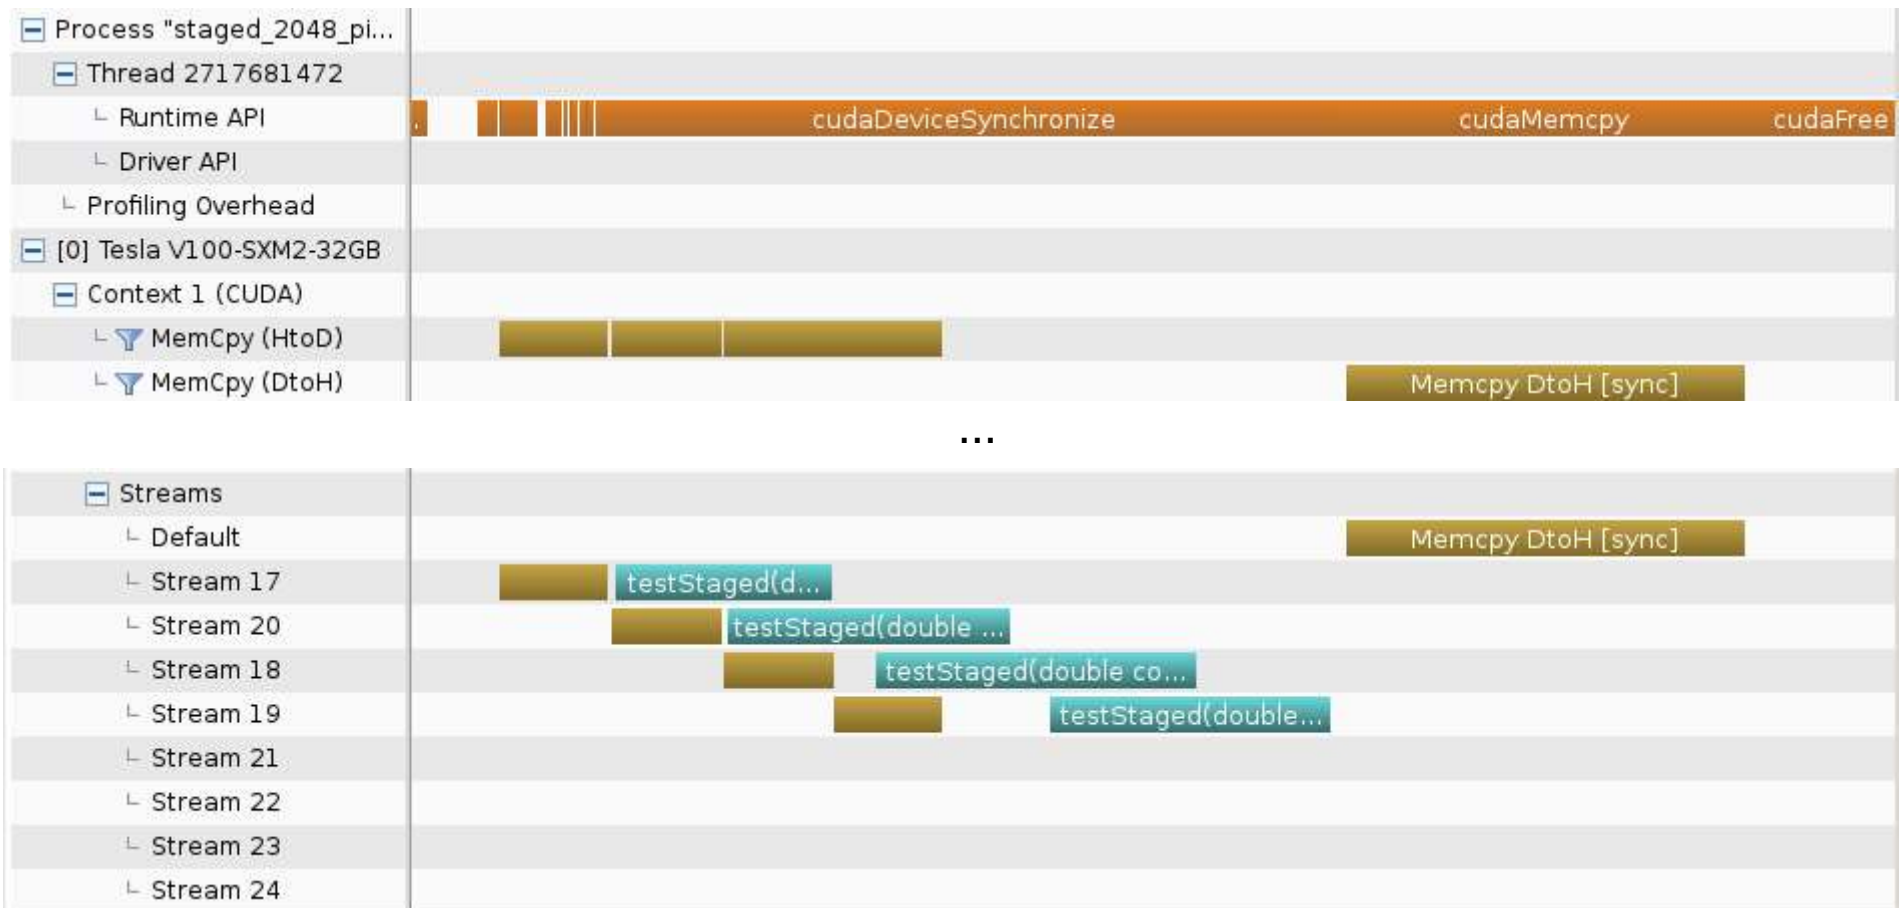 Process "staged_2048_pi...
Thread 2717681472
Runtime API . cudaDeviceSynchronize cudaMemcpy cudaFree
Driver API
Profiling Overhead
[0] Tesla V100-SXM2-32GB
Context 1 (CUDA)
MemCpy (HtoD)
MemCpy (DtoH) Memcpy DtoH [sync]
...
Streams
Default Memcpy DtoH [sync]
Stream 17 testStaged(d...
Stream 20 testStaged(double ...
Stream 18 testStaged(double co...
Stream 19 testStaged(double...
Stream 21
Stream 22
Stream 23
Stream 24